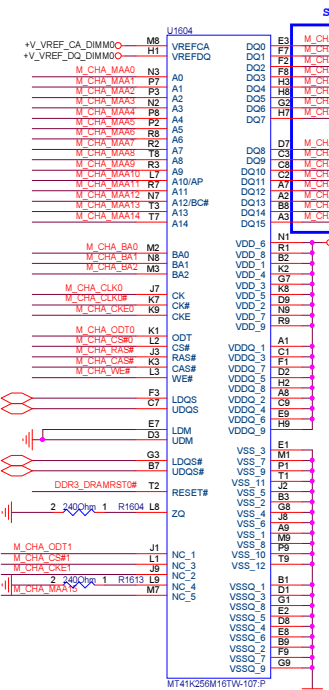 U1604
+V_VREF_CA_DIMM0 M8 VREFCA DQ0 E3
+V_VREF_DQ_DIMM0 H1 VREFDQ DQ1 F7
DQ2 F2
M_CHA_MAA0 N3 A0 DQ3 F8
M_CHA_MAA1 P7 A1 DQ4 H3
M_CHA_MAA2 P3 A2 DQ5 H8
M_CHA_MAA3 N2 A3 DQ6 G2
M_CHA_MAA4 P8 A4 DQ7 H7
M_CHA_MAA5 P2 A5
M_CHA_MAA6 R8 A6
M_CHA_MAA7 R2 A7 DQ8 D7
M_CHA_MAA8 T8 A8 DQ9 C3
M_CHA_MAA9 R3 A9 DQ10 C8
M_CHA_MAA10 L7 A10/AP DQ11 C2
M_CHA_MAA11 R7 A11 DQ12 A7
M_CHA_MAA12 N7 A12/BC# DQ13 A2
M_CHA_MAA13 T3 A13 DQ14 B8
M_CHA_MAA14 T7 A14 DQ15 A3
VDD_6 N1
M_CHA_BA0 M2 BA0 VDD_8 R1
M_CHA_BA1 N8 BA1 VDD_1 B2
M_CHA_BA2 M3 BA2 VDD_4 K2
VDD_3 G7
M_CHA_CLK0 J7 CK VDD_5 K8
M_CHA_CLK0# K7 CK# VDD_2 D9
M_CHA_CKE0 K9 CKE VDD_7 N9
VDD_9 R9
M_CHA_ODT0 K1 ODT VDDQ_1 A1
M_CHA_CS#0 L2 CS# VDDQ_3 C1
M_CHA_RAS# J3 RAS# VDDQ_6 F1
M_CHA_CAS# K3 CAS# VDDQ_7 D2
M_CHA_WE# L3 WE# VDDQ_5 H2
VDDQ_8 A8
F3 LDQS VDDQ_2 C9
C7 UDQS VDDQ_4 E9
VDDQ_9 H9
E7 LDM
D3 UDM VSS_3 E1
VSS_7 M1
G3 LDQS# VSS_9 P1
B7 UDQS# VSS_11 T1
VSS_5 J2
DDR3_DRAMRST0# T2 RESET# VSS_2 B3
VSS_4 G8
2 240Ohm 1 R1604 L8 ZQ VSS_6 J8
VSS_1 A9
VSS_8 M9
M_CHA_ODT1 J1 NC_1 VSS_10 P9
M_CHA_CS#1 L1 NC_3 VSS_12 T9
M_CHA_CKE1 J9 NC_2
2 240Ohm 1 R1613 L9 NC_4 VSSQ_1 B1
M_CHA_MAA15 M7 NC_5 VSSQ_3 D1
VSSQ_8 G1
VSSQ_5 E2
VSSQ_4 D8
VSSQ_6 E8
VSSQ_2 B9
VSSQ_7 F9
VSSQ_9 G9
MT41K256M16TW-107:P